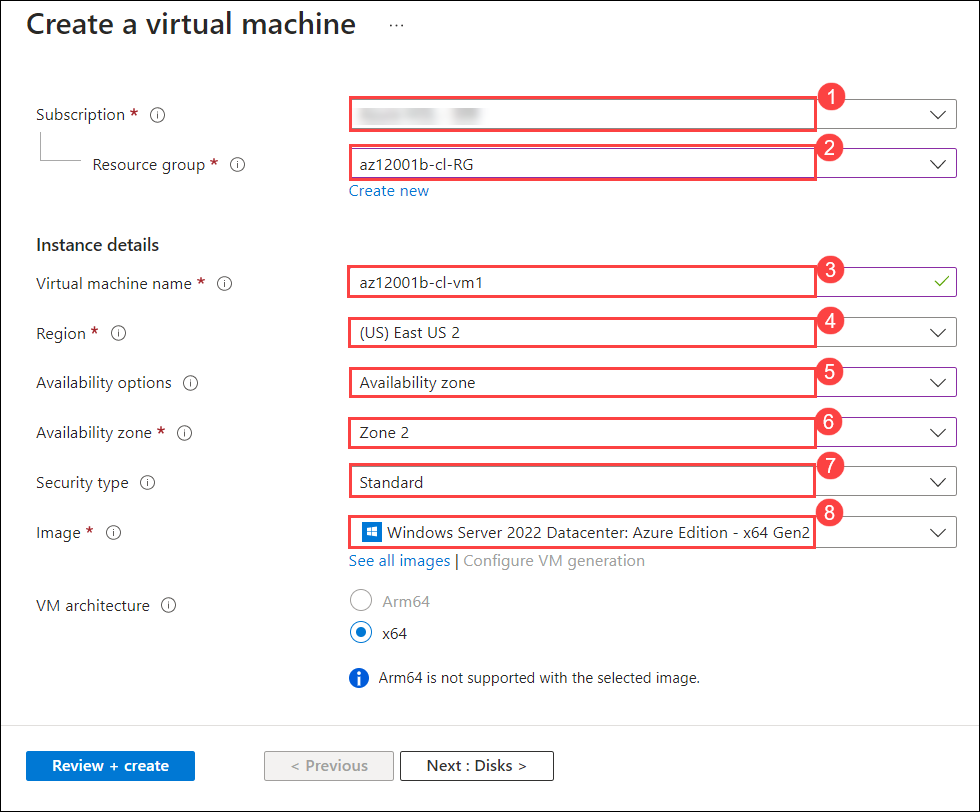 Create a virtual machine ...
Subscription * 1
Resource group * az12001b-cl-RG 2
Create new
Instance details
Virtual machine name * az12001b-cl-vm1 3
Region * (US) East US 2 4
Availability options Availability zone 5
Availability zone * Zone 2 6
Security type Standard 7
Image * Windows Server 2022 Datacenter: Azure Edition - x64 Gen2 8
See all images | Configure VM generation
VM architecture Arm64
x64
Arm64 is not supported with the selected image.
Review + create < Previous Next : Disks >